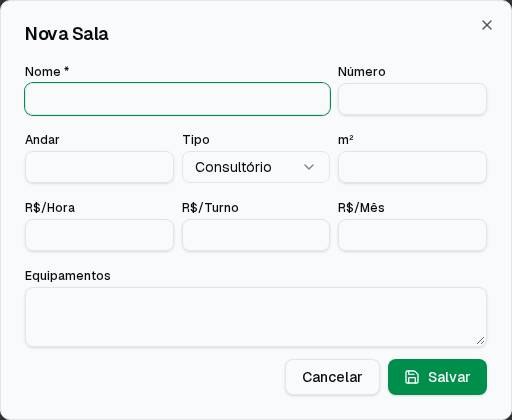 Nova Sala
Nome * Número
Andar Tipo m²
Consultório
R$/Hora R$/Turno R$/Mês
Equipamentos
Cancelar Salvar